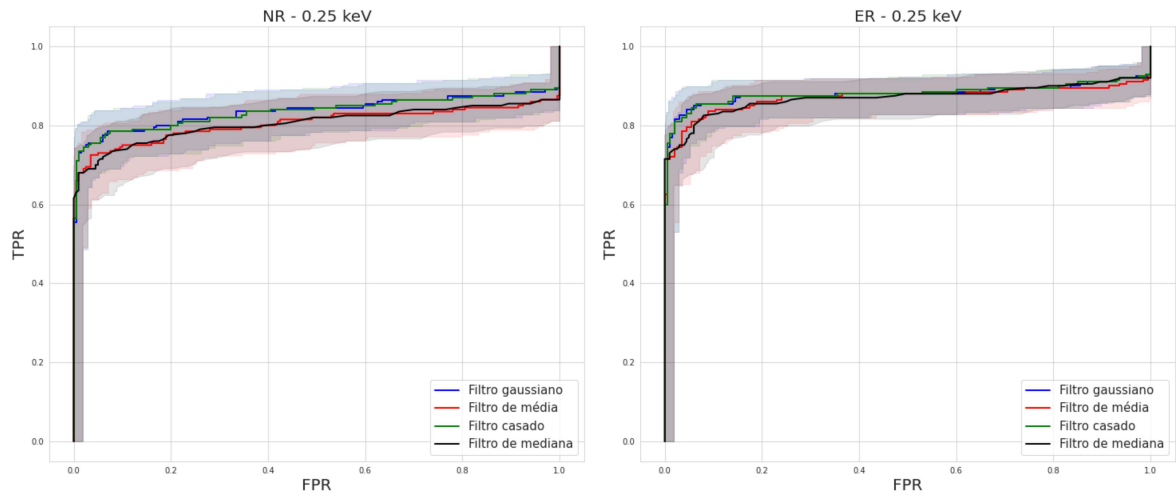 NR - 0.25 keV
1.0
0.8
0.6
0.4
0.2
0.0
TPR
0.0 0.2 0.4 0.6 0.8 1.0
FPR
Filtro gaussiano
Filtro de média
Filtro casado
Filtro de mediana
ER - 0.25 keV
1.0
0.8
0.6
0.4
0.2
0.0
TPR
0.0 0.2 0.4 0.6 0.8 1.0
FPR
Filtro gaussiano
Filtro de média
Filtro casado
Filtro de mediana